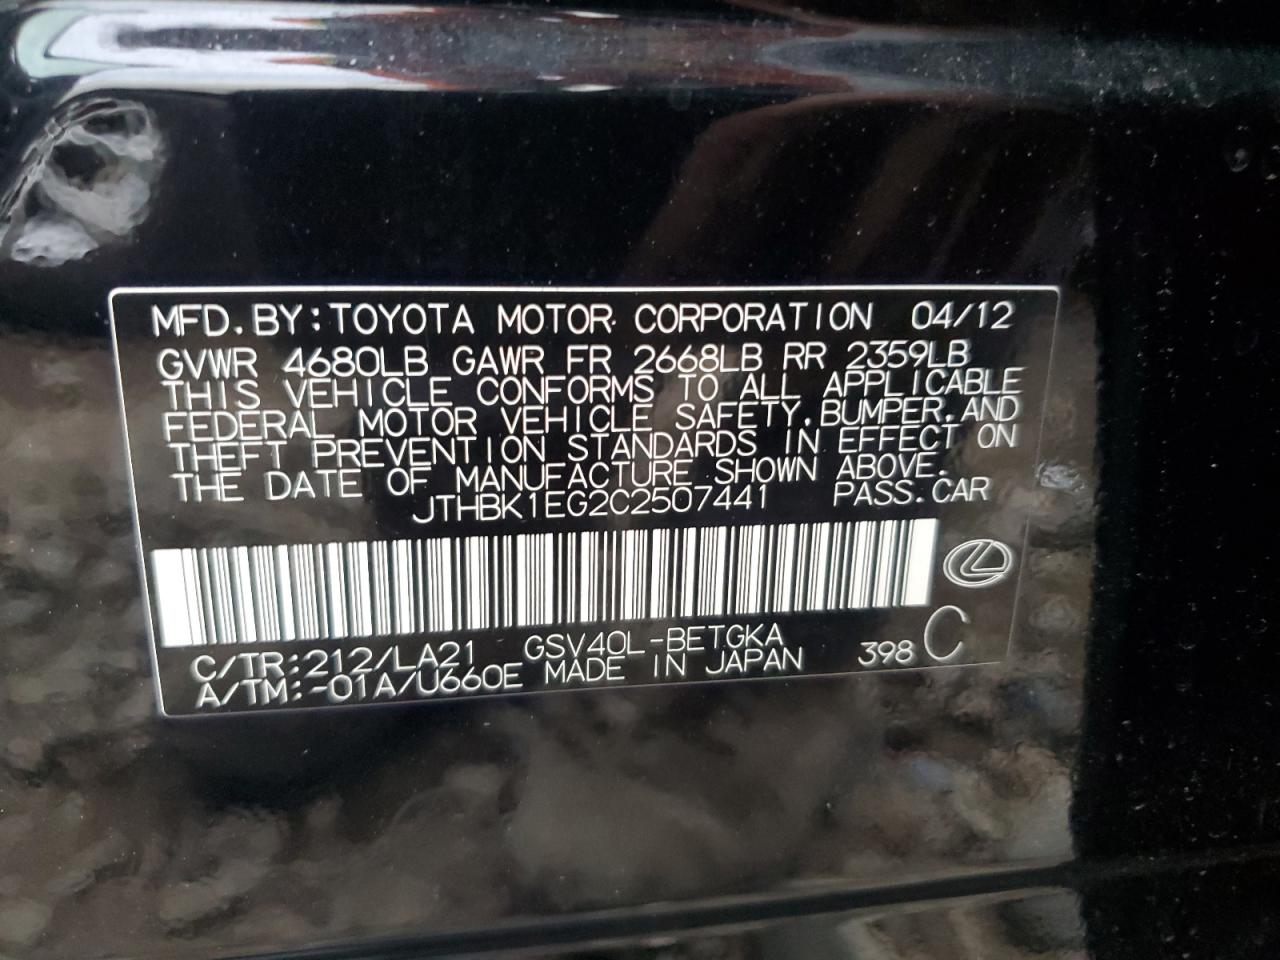 MFD.BY:TOYOTA MOTOR CORPORATION 04/12
GVWR 4680LB GAWR FR 2668LB RR 2359LB
THIS VEHICLE CONFORMS TO ALL APPLICABLE
FEDERAL MOTOR VEHICLE SAFETY,BUMPER,AND
THEFT PREVENTION STANDARDS IN EFFECT ON
THE DATE OF MANUFACTURE SHOWN ABOVE.
JTHBK1EG2C2507441 PASS.CAR
C/TR:212/LA21 GSV40L-BETGKA 398 C
A/TM:-01A/U660E MADE IN JAPAN